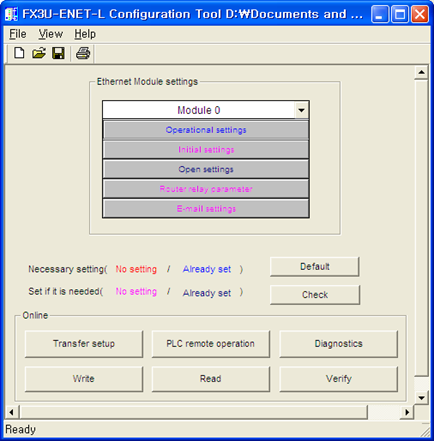 FX3U-ENET-L Configuration Tool D:₩Documents and ...
File View Help
Ethernet Module settings
Module 0
Operational settings
Initial settings
Open settings
Router relay parameter
E-mail settings
Necessary setting( No setting / Already set )
Default
Set if it is needed( No setting / Already set )
Check
Online
Transfer setup PLC remote operation Diagnostics
Write Read Verify
Ready